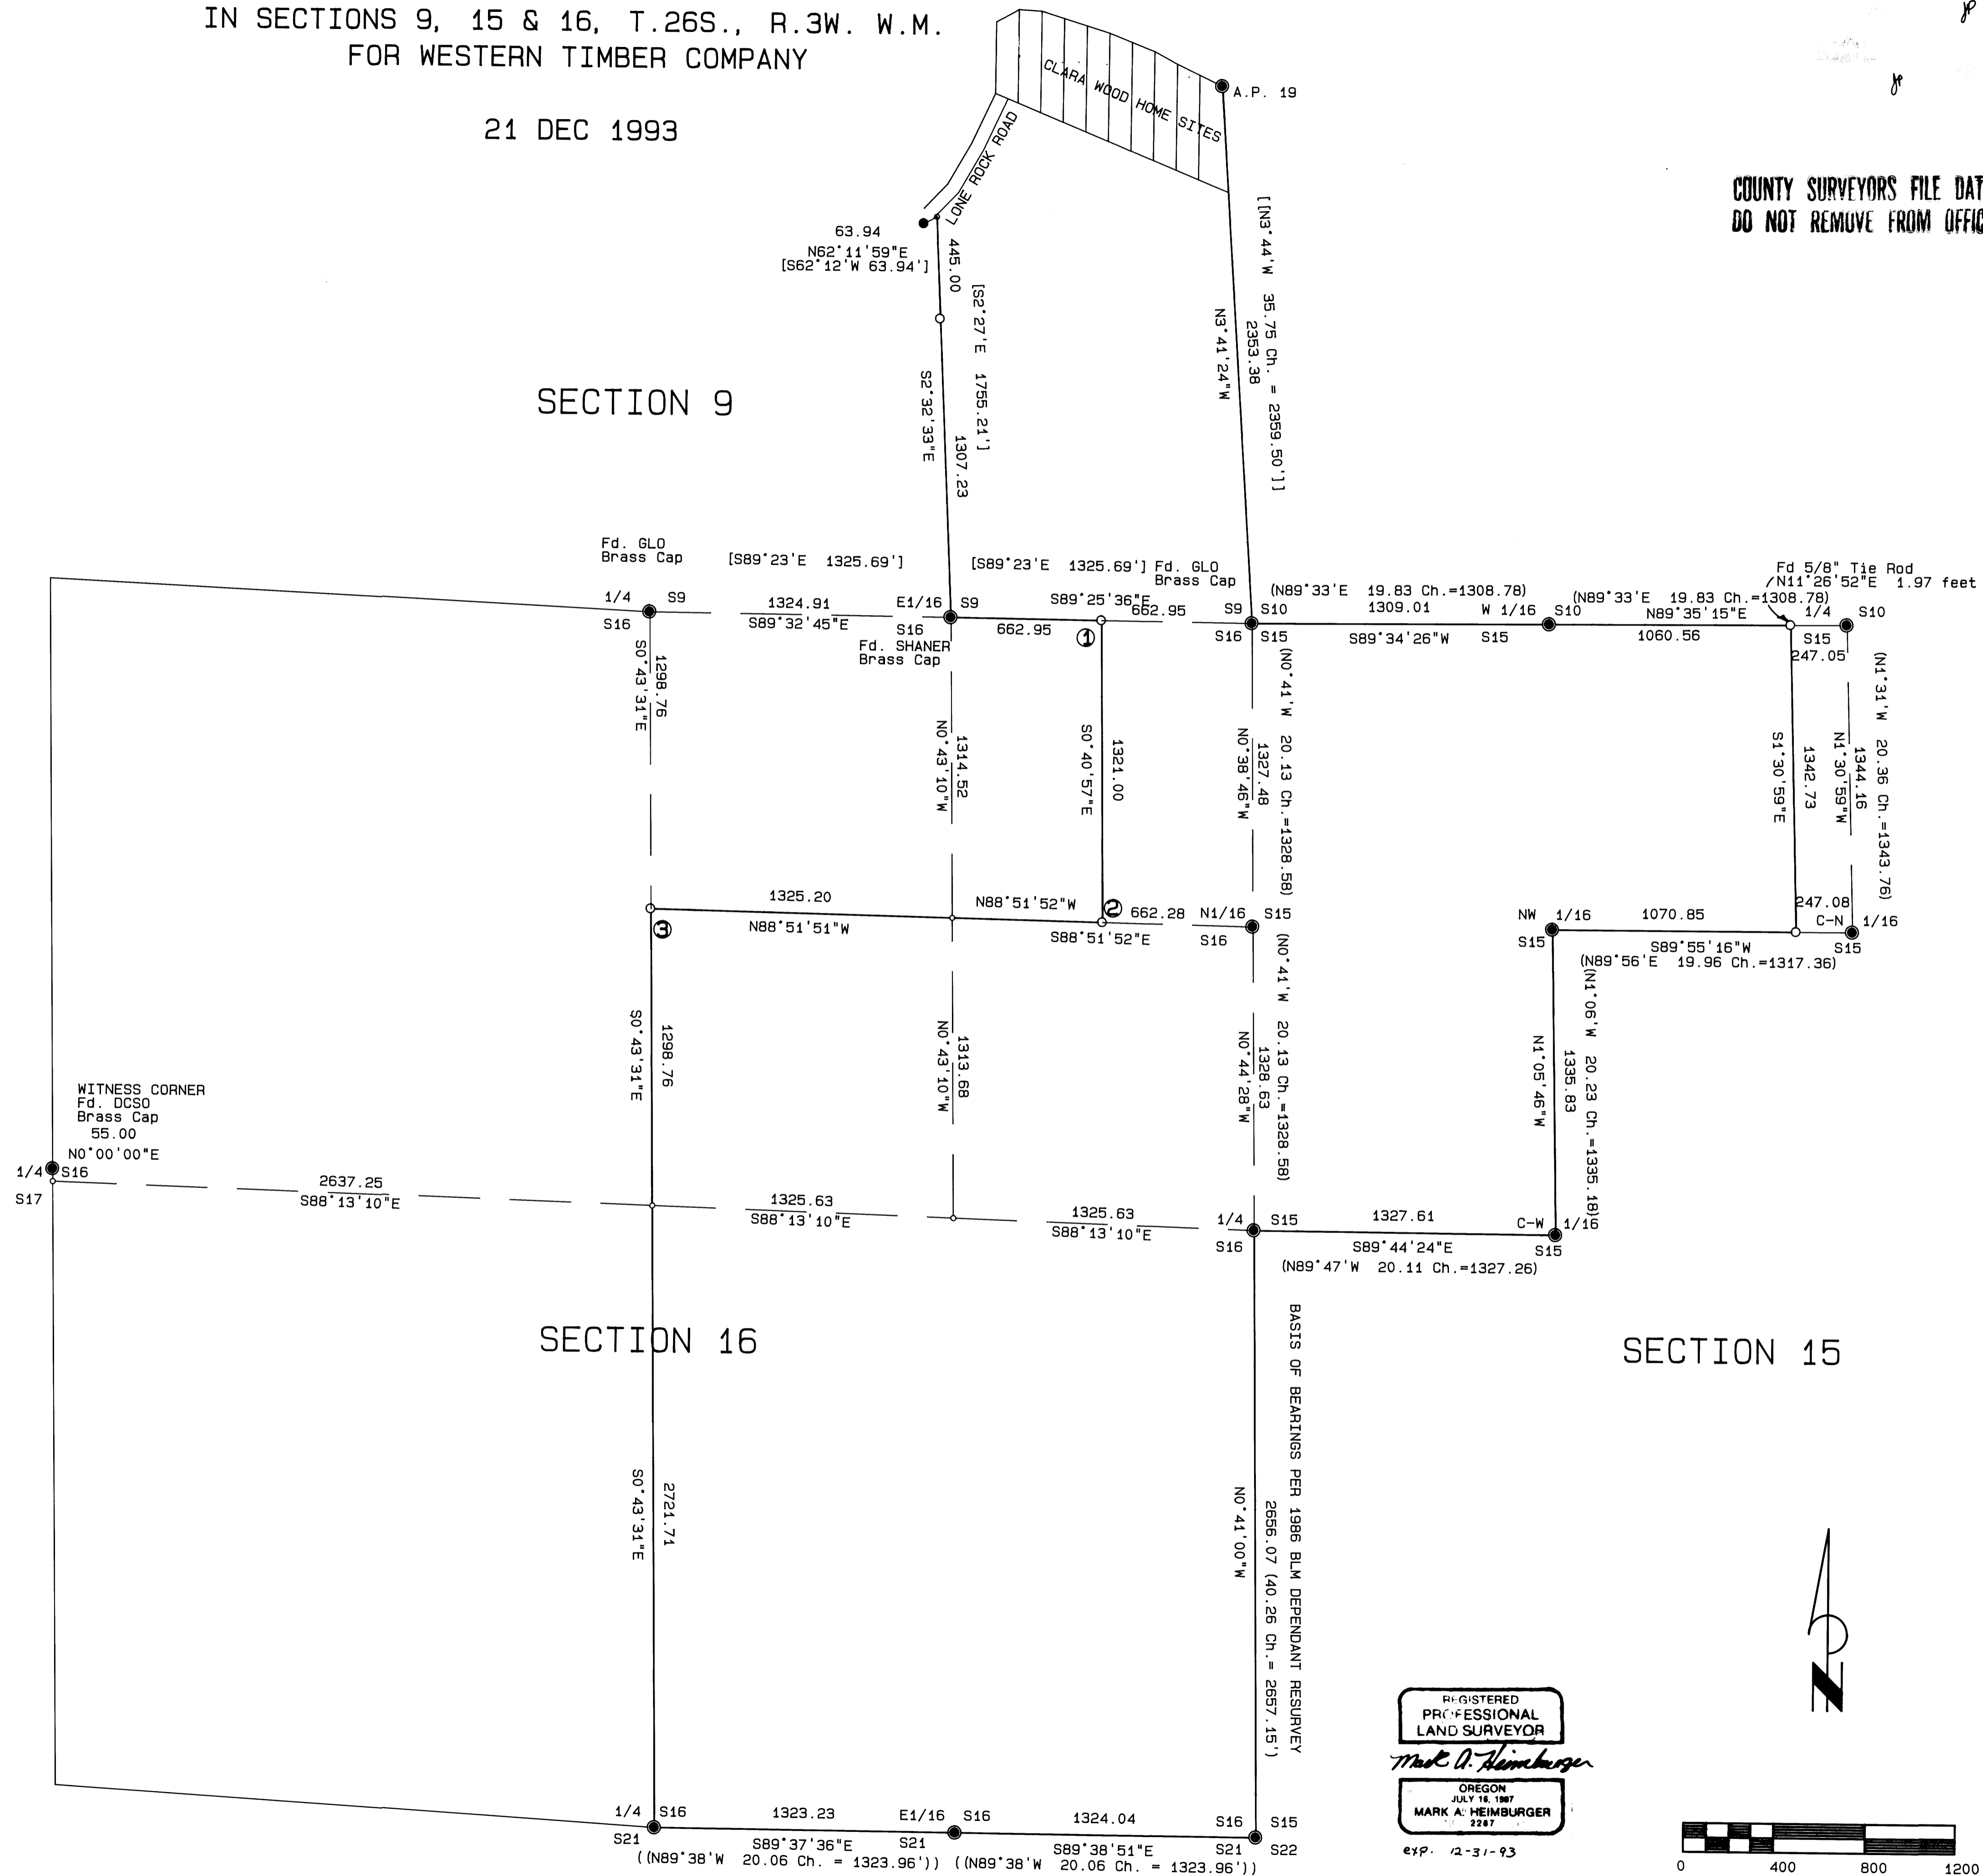 IN SECTIONS 9, 15 & 16, T.26S., R.3W. W.M.
FOR WESTERN TIMBER COMPANY
21 DEC 1993
COUNTY SURVEYORS FILE DAT
DO NOT REMOVE FROM OFFIC
CLARA WOOD HOME SITES
A.P. 19
LONE ROCK ROAD
63.94
N62°11'59"E
[S62°12'W 63.94']
445.00
[S2°27'E 1755.21']
S2°32'33"E
1307.23
[[N3°44'W 35.75 Ch. = 2359.50']]
2353.38
N3°41'24"W
SECTION 9
Fd. GLO
Brass Cap
[S89°23'E 1325.69']
[S89°23'E 1325.69']
Fd. GLO
Brass Cap
(N89°33'E 19.83 Ch.=1308.78)
Fd 5/8" Tie Rod
N11°26'52"E 1.97 feet
(N89°33'E 19.83 Ch.=1308.78)
1/4 S9
S16
1324.91
S89°32'45"E
E1/16 S9
S16
Fd. SHANER
Brass Cap
662.95
S89°25'36"E
662.95
1
S9 S10
S16 S15
1309.01
S89°34'26"W
W 1/16 S10
S15
N89°35'15"E
1060.56
1/4 S10
S15
247.05
S0°43'31"E
1298.76
N0°43'10"W
1314.52
S0°40'57"E
1321.00
N0°38'46"W
1327.48
(N0°41'W 20.13 Ch.=1328.58)
S1°30'59"E
1342.73
N1°30'59"W
1344.16
(N1°31'W 20.36 Ch.=1343.76)
1325.20
N88°51'51"W
N88°51'52"W
2
662.28
S88°51'52"E
N1/16 S15
S16
3
NW 1/16
S15
1070.85
S89°55'16"W
(N89°56'E 19.96 Ch.=1317.36)
247.08
C-N 1/16
S15
S0°43'31"E
1298.76
N0°43'10"W
1313.68
N0°44'28"W
1328.63
(N0°41'W 20.13 Ch.=1328.58)
N1°05'46"W
1335.83
(N1°06'W 20.23 Ch.=1335.18)
WITNESS CORNER
Fd. DCSO
Brass Cap
55.00
N0°00'00"E
1/4 S16
S17
2637.25
S88°13'10"E
1325.63
S88°13'10"E
1325.63
S88°13'10"E
1/4 S15
S16
1327.61
S89°44'24"E
(N89°47'W 20.11 Ch.=1327.26)
C-W 1/16
S15
SECTION 16
SECTION 15
S0°43'31"E
2721.71
N0°41'00"W
2656.07 (40.26 Ch.= 2657.15')
BASIS OF BEARINGS PER 1986 BLM DEPENDANT RESURVEY
1/4 S16
S21
1323.23
S89°37'36"E
((N89°38'W 20.06 Ch. = 1323.96'))
E1/16 S16
S21
1324.04
S89°38'51"E
((N89°38'W 20.06 Ch. = 1323.96'))
S16 S15
S21 S22
REGISTERED
PROFESSIONAL
LAND SURVEYOR
Mark A. Heimburger
OREGON
JULY 16, 1987
MARK A. HEIMBURGER
2287
exp. 12-31-93
N
0 400 800 1200